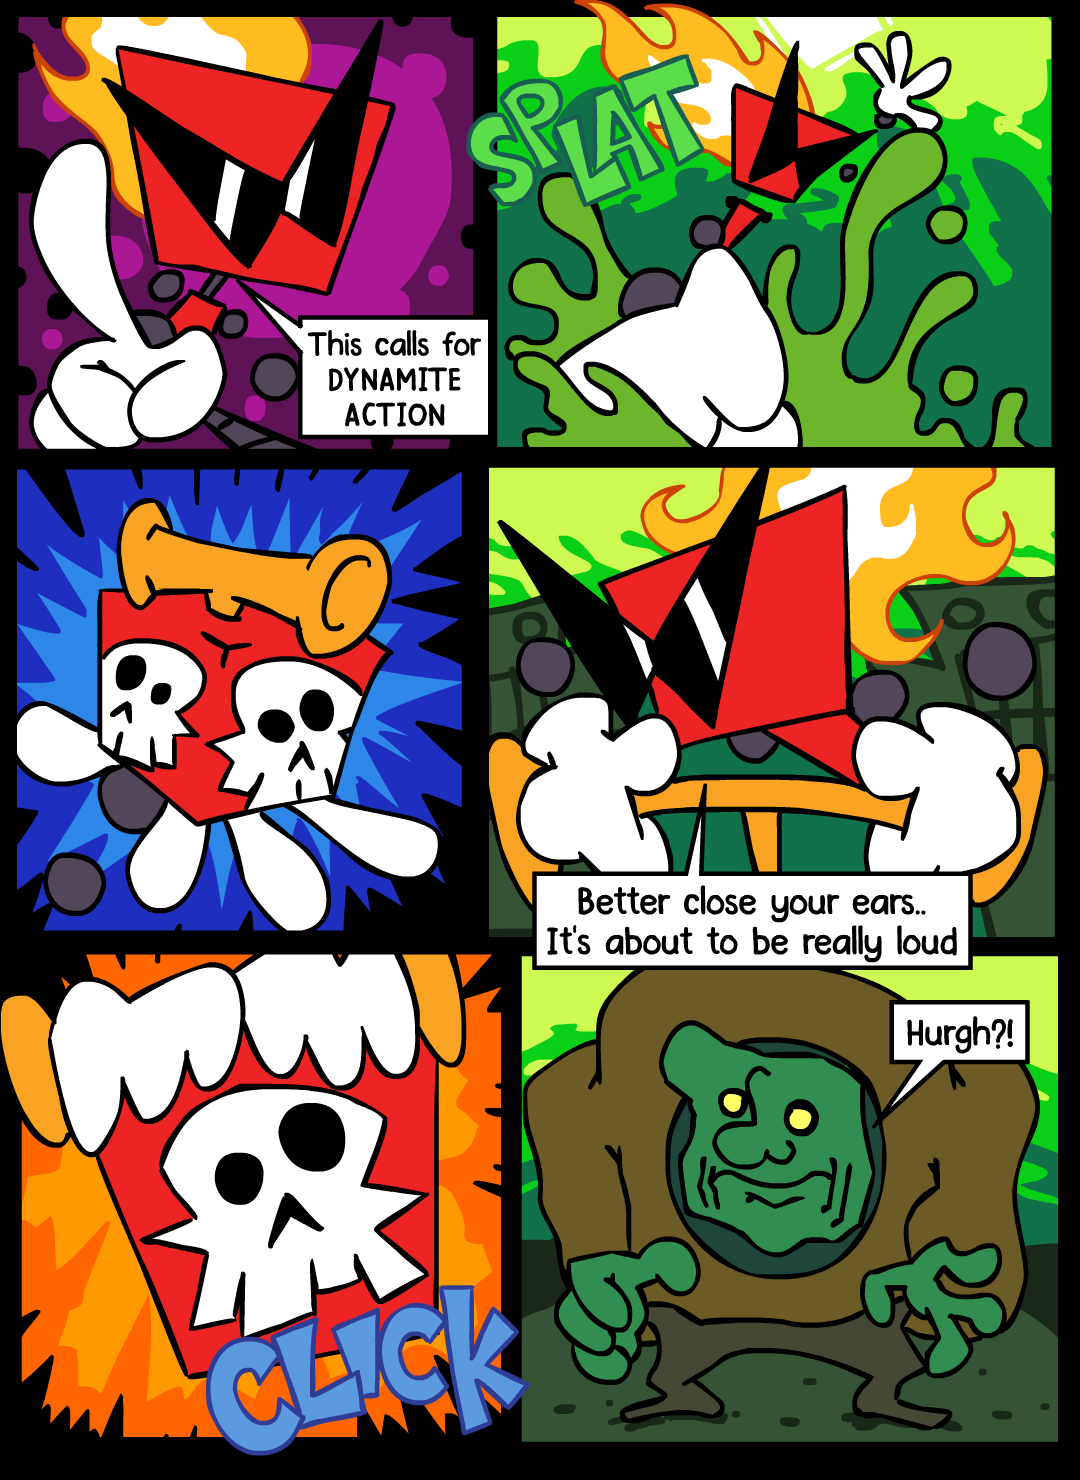 This calls for
DYNAMITE
ACTION
SPLAT
Better close your ears..
It's about to be really loud
CLICK
Hurgh?!